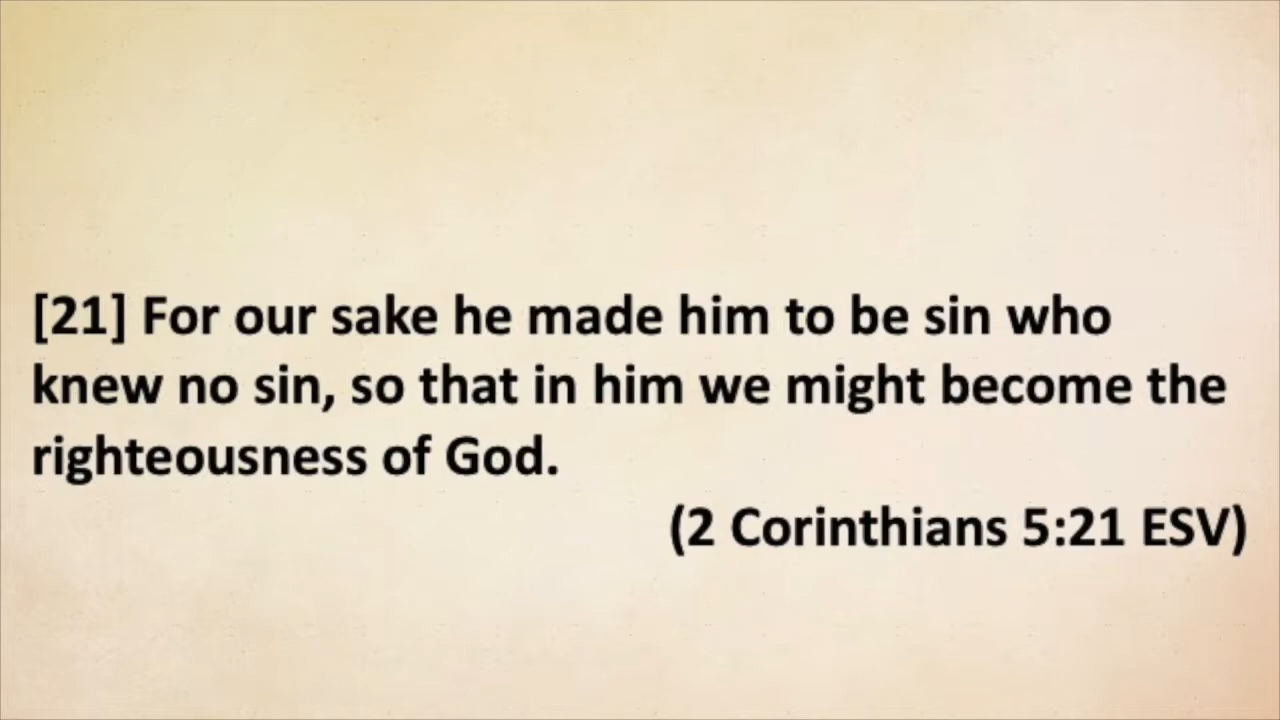 [21] For our sake he made him to be sin who
knew no sin, so that in him we might become the
righteousness of God.
(2 Corinthians 5:21 ESV)